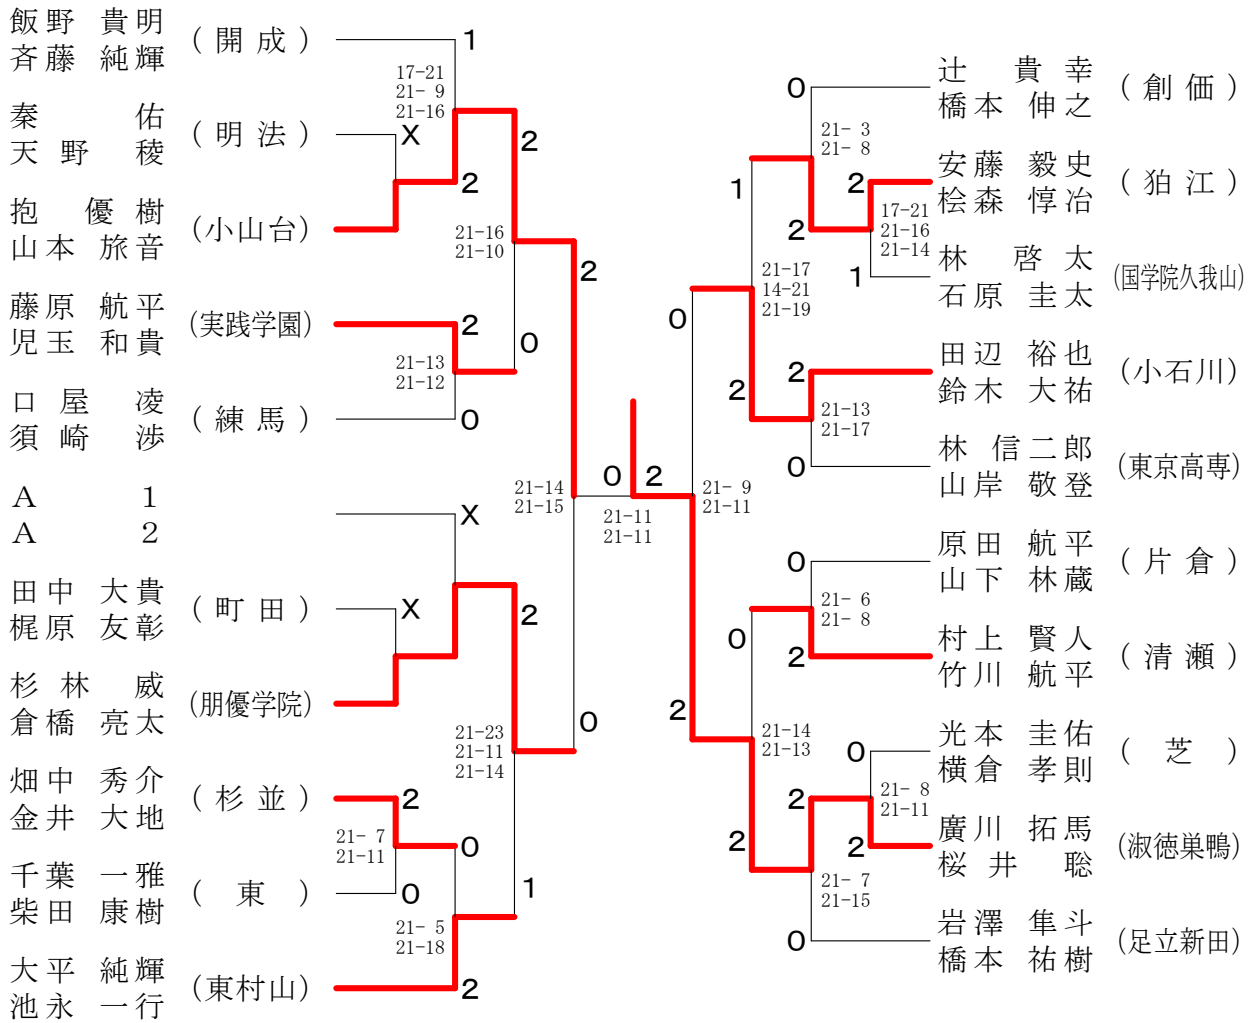 飯野 貴明
斉藤 純輝
(開成)
1
17-21
21- 9
21-16
秦 佑
天野 稜
(明法)
X
2
2
抱 優樹
山本 旅音
(小山台)
21-16
21-10
2
藤原 航平
児玉 和貴
(実践学園)
2
0
21-13
21-12
口屋 凌
須崎 渉
(練馬)
0
A 1
A 2
X
21-14
21-15
田中 大貴
梶原 友彰
(町田)
X
2
杉林 威
倉橋 亮太
(朋優学院)
21-23
21-11
21-14
0
畑中 秀介
金井 大地
(杉並)
2
21- 7
21-11
0
千葉 一雅
柴田 康樹
(東)
0
1
21- 5
21-18
大平 純輝
池永 一行
(東村山)
2
0
2
21-11
21-11
辻 貴幸
橋本 伸之
(創価)
0
21- 3
21- 8
安藤 毅史
桧森 惇冶
(狛江)
2
1
2
17-21
21-16
21-14
林 啓太
石原 圭太
(国学院久我山)
1
21-17
14-21
21-19
0
田辺 裕也
鈴木 大祐
(小石川)
2
2
21-13
21-17
林 信二郎
山岸 敬登
(東京高専)
0
21- 9
21-11
原田 航平
山下 林蔵
(片倉)
0
21- 6
21- 8
村上 賢人
竹川 航平
(清瀬)
0
2
2
21-14
21-13
光本 圭佑
横倉 孝則
(芝)
0
21- 8
21-11
2
廣川 拓馬
桜井 聡
(淑徳巣鴨)
2
2
21- 7
21-15
岩澤 隼斗
橋本 祐樹
(足立新田)
0